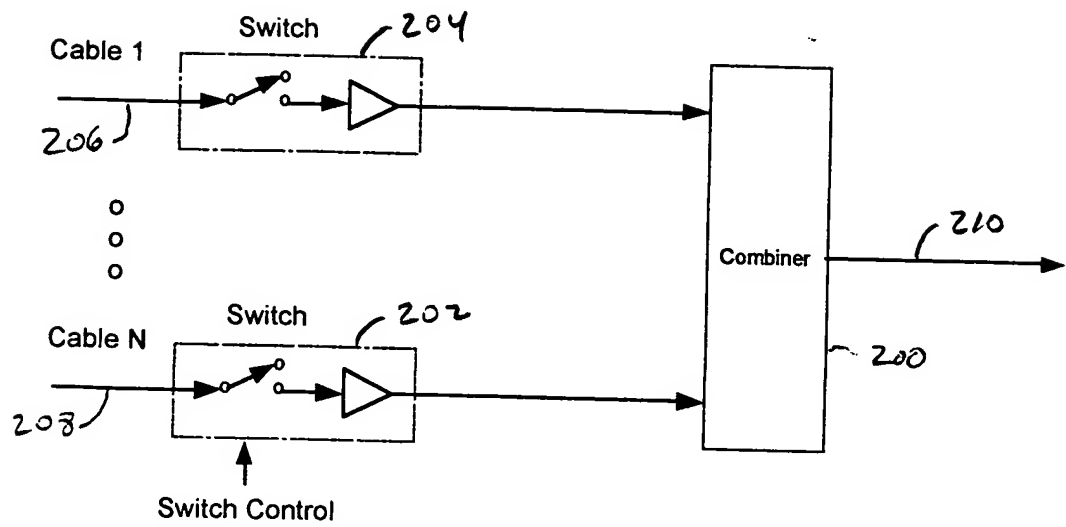 Switch
204
Cable 1
206
210
Combiner
Switch
202
Cable N
200
208
Switch Control